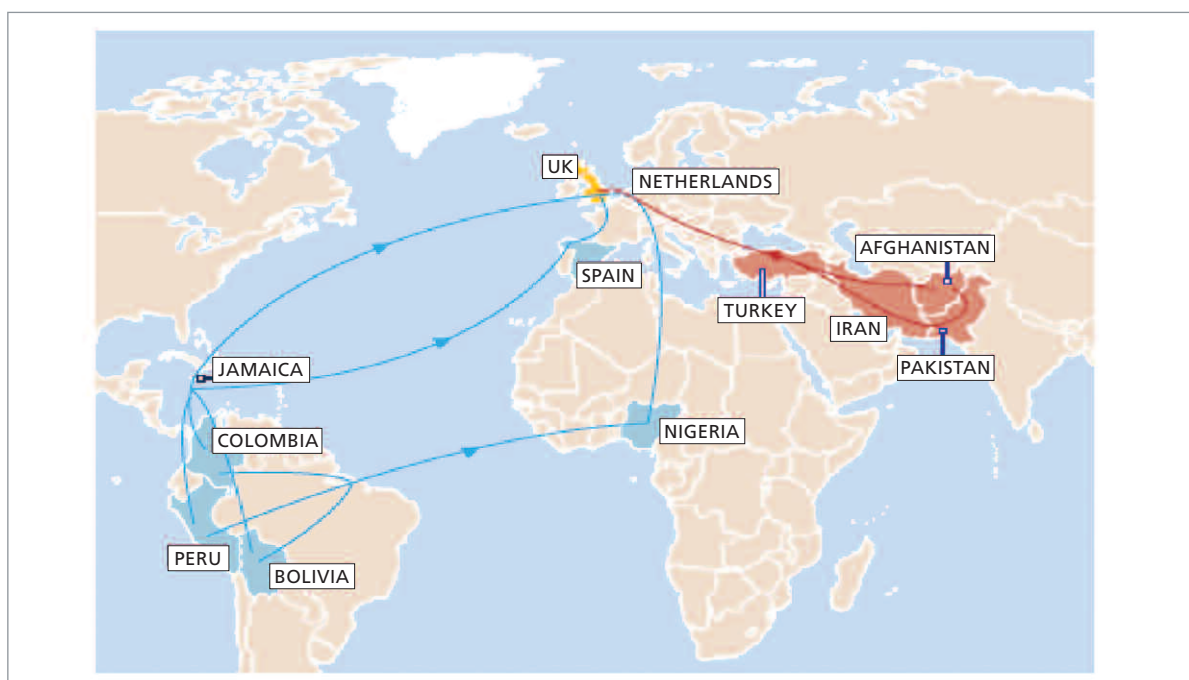 UK
NETHERLANDS
AFGHANISTAN
SPAIN
TURKEY
IRAN
PAKISTAN
JAMAICA
COLOMBIA
NIGERIA
PERU
BOLIVIA